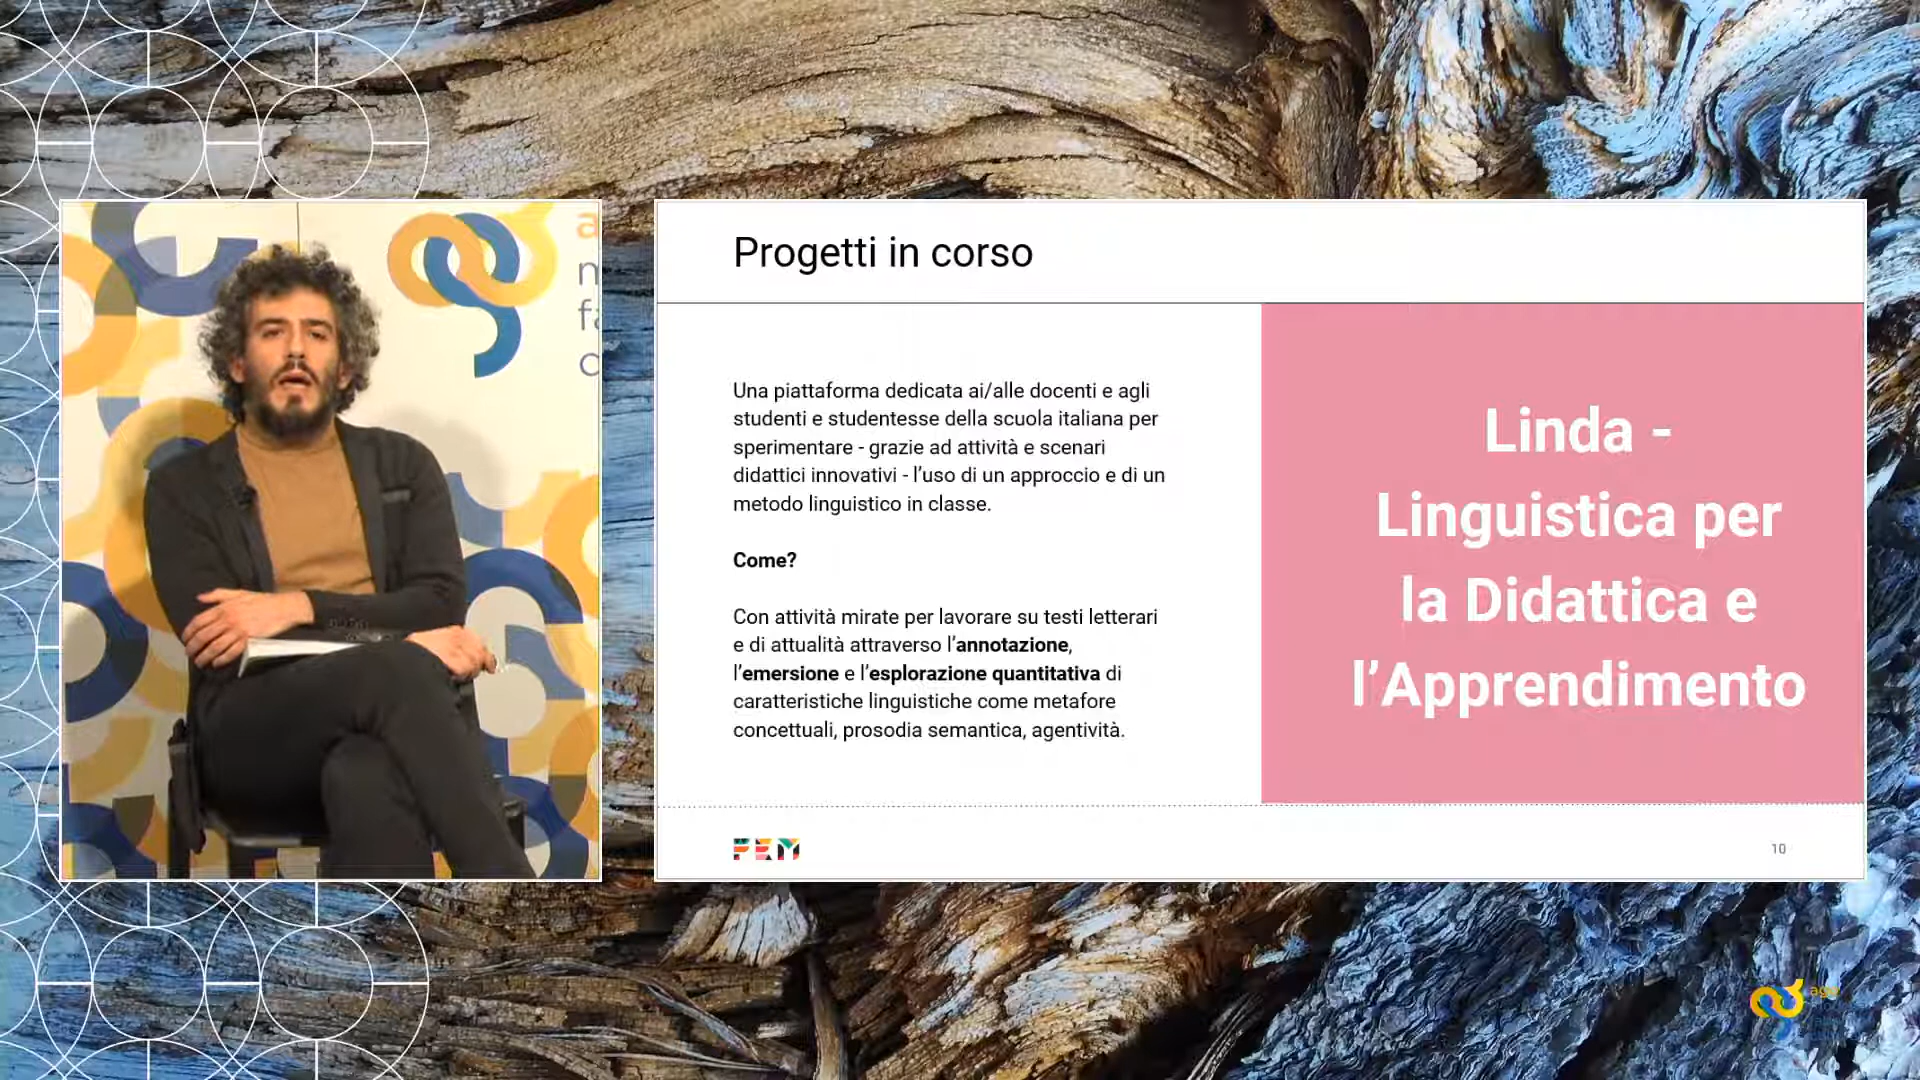 a
m
fa
c
Progetti in corso
Una piattaforma dedicata ai/alle docenti e agli
studenti e studentesse della scuola italiana per
sperimentare - grazie ad attività e scenari
didattici innovativi - l’uso di un approccio e di un
metodo linguistico in classe.
Come?
Con attività mirate per lavorare su testi letterari
e di attualità attraverso l’annotazione,
l’emersione e l’esplorazione quantitativa di
caratteristiche linguistiche come metafore
concettuali, prosodia semantica, agentività.
Linda -
Linguistica per
la Didattica e
l’Apprendimento
FEM
10